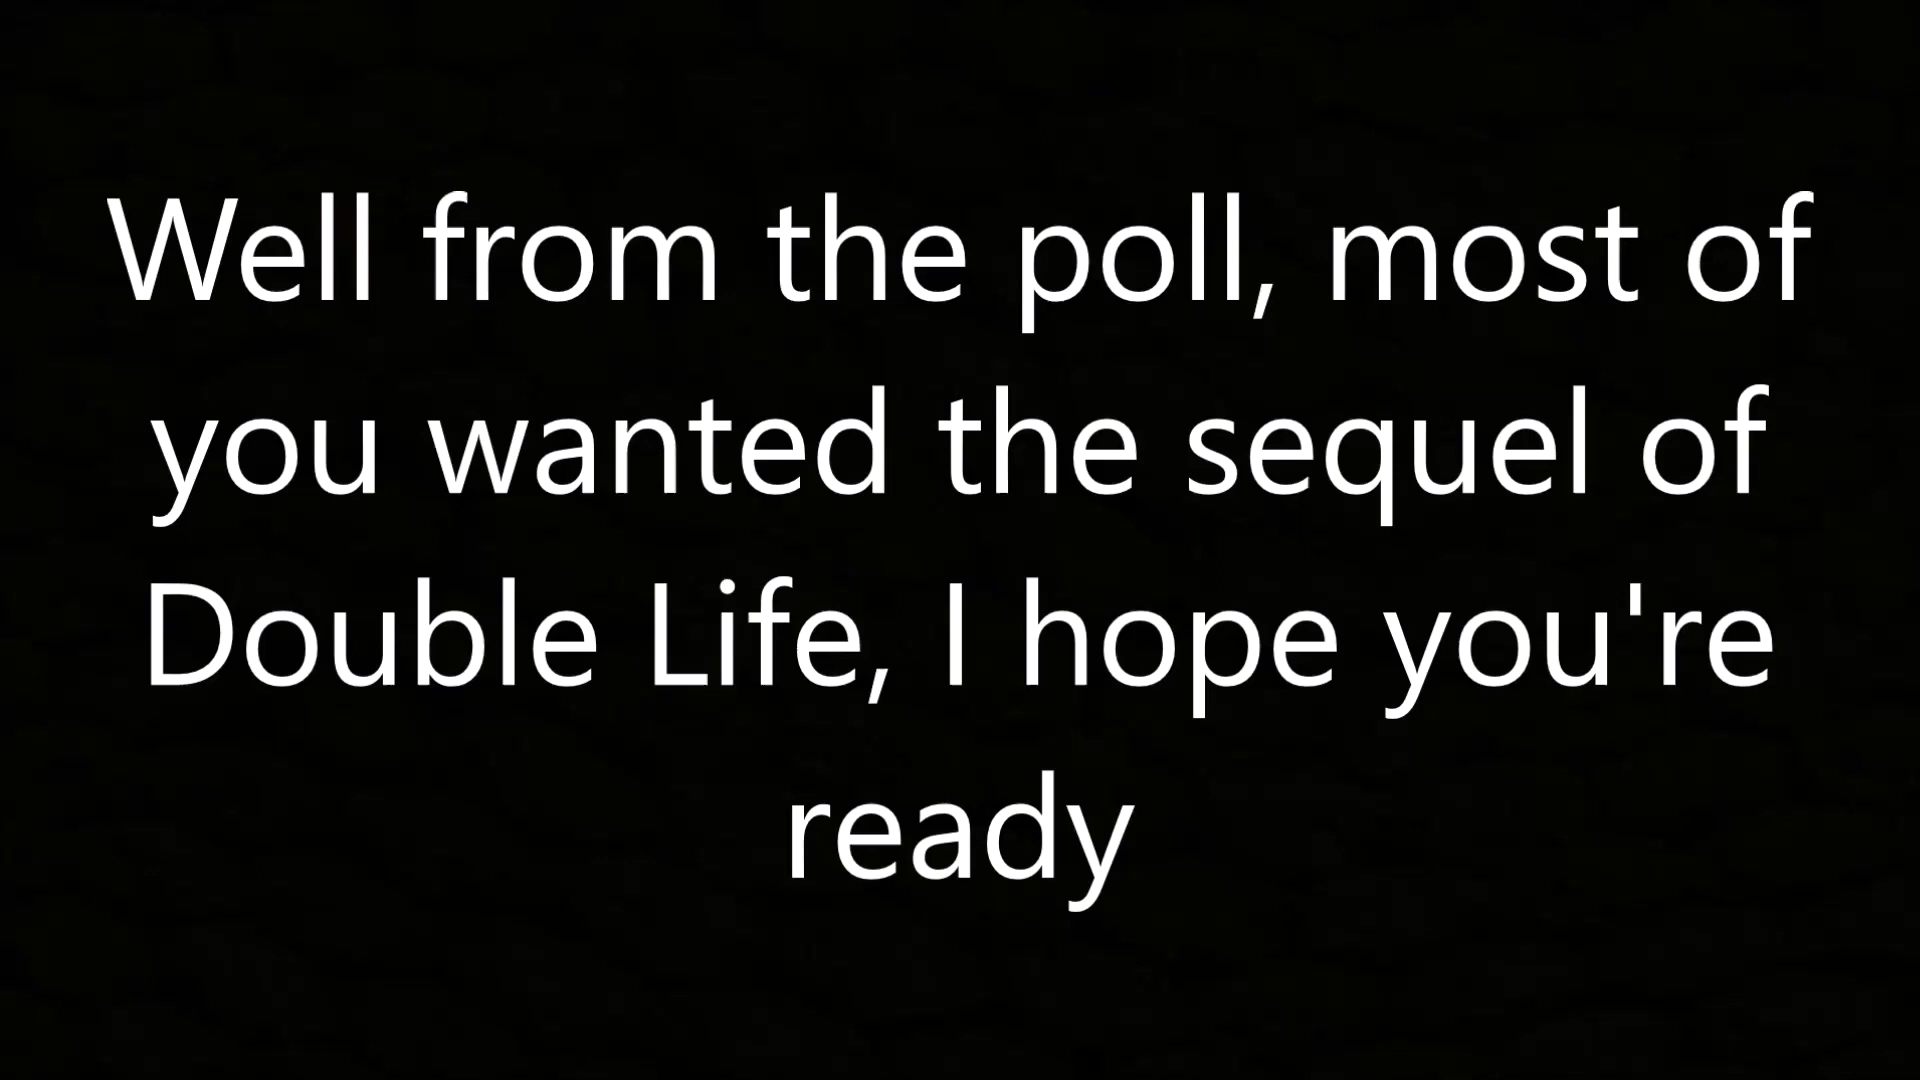 Well from the poll, most of
you wanted the sequel of
Double Life, I hope you're
ready